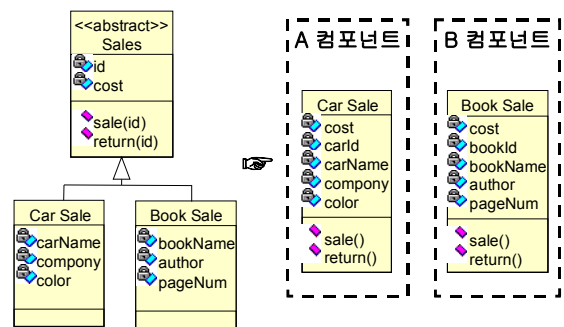 <<abstract>>
Sales
id
cost
sale(id)
return(id)
Car Sale
carName
compony
color
Book Sale
bookName
author
pageNum
A 컴포넌트
Car Sale
cost
carId
carName
compony
color
sale()
return()
B 컴포넌트
Book Sale
cost
bookId
bookName
author
pageNum
sale()
return()